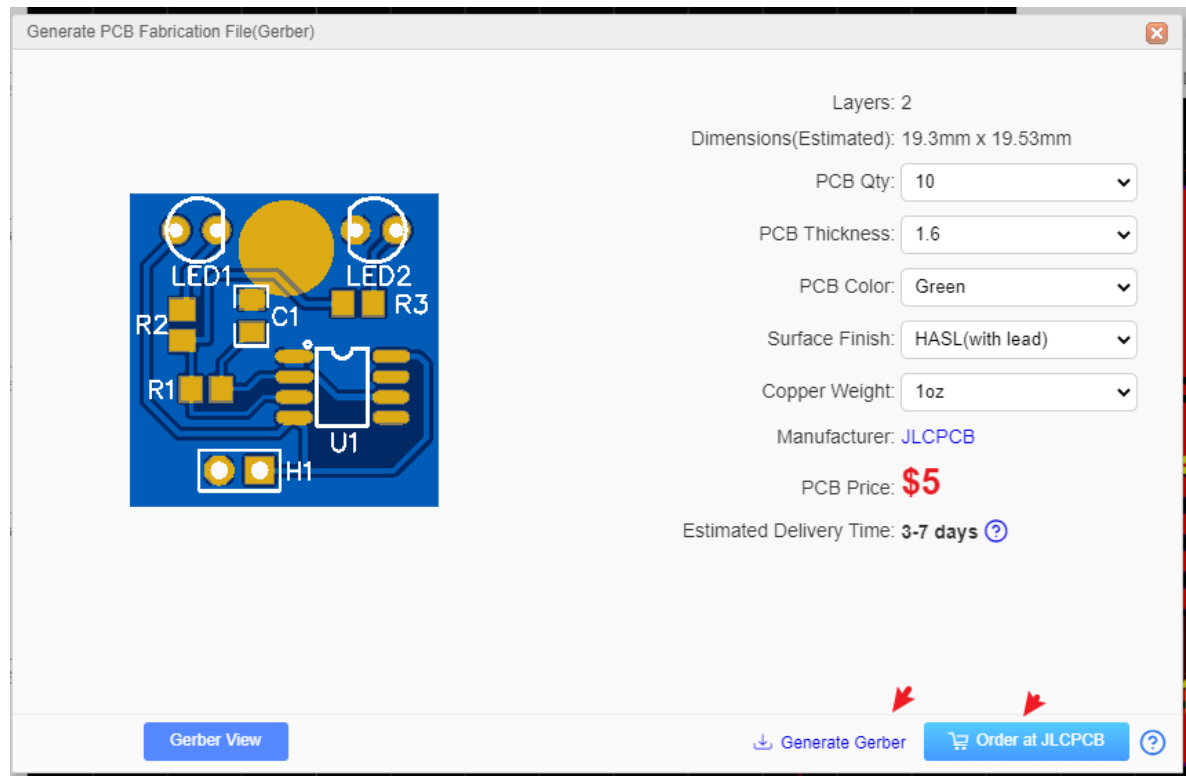 Generate PCB Fabrication File(Gerber)
Layers: 2
Dimensions(Estimated): 19.3mm x 19.53mm
PCB Qty: 10
PCB Thickness: 1.6
PCB Color: Green
Surface Finish: HASL(with lead)
Copper Weight: 1oz
Manufacturer: JLCPCB
PCB Price: $5
Estimated Delivery Time: 3-7 days ?
LED1 LED2
R2 C1 R3
R1
U1
H1
Gerber View
Generate Gerber
Order at JLCPCB ?